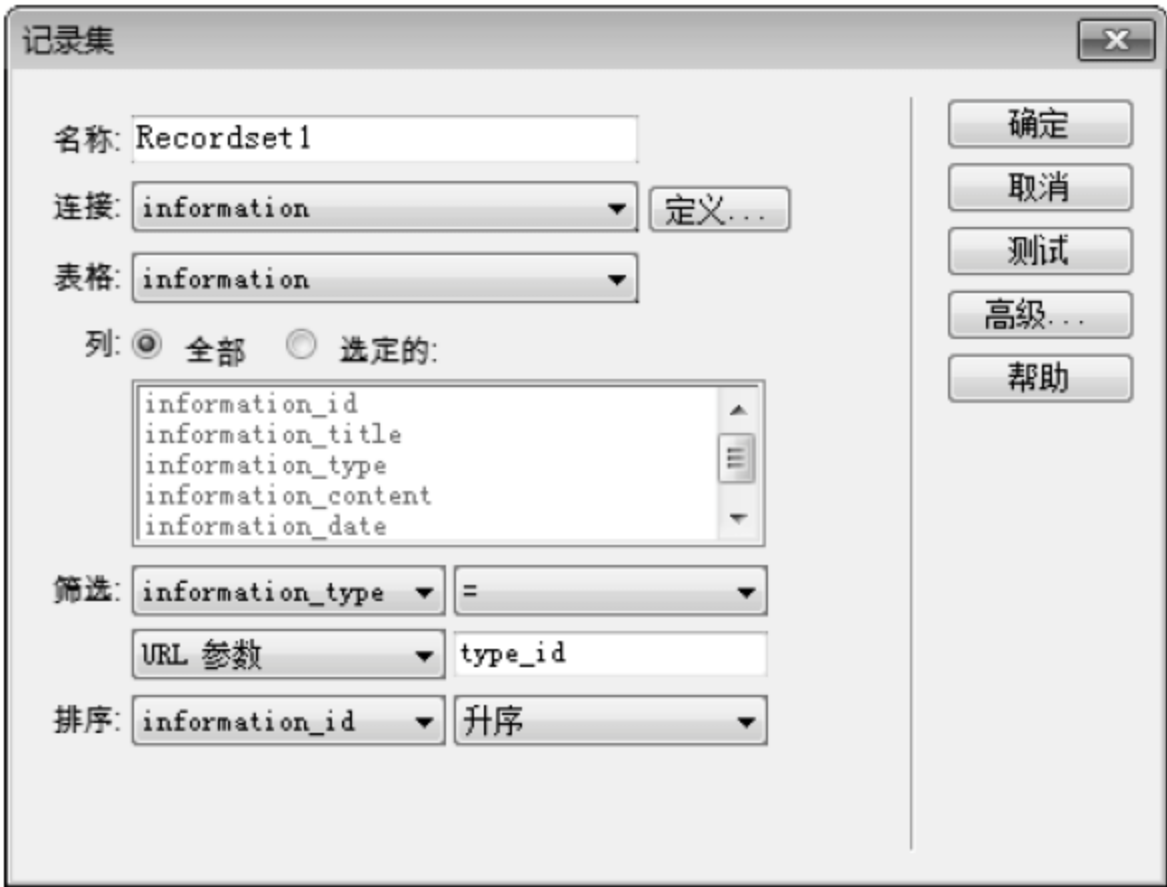 记录集
名称: Recordset1
连接: information 定义...
表格: information
列: 全部 选定的:
information_id
information_title
information_type
information_content
information_date
筛选: information_type =
URL 参数 type_id
排序: information_id 升序
确定
取消
测试
高级...
帮助